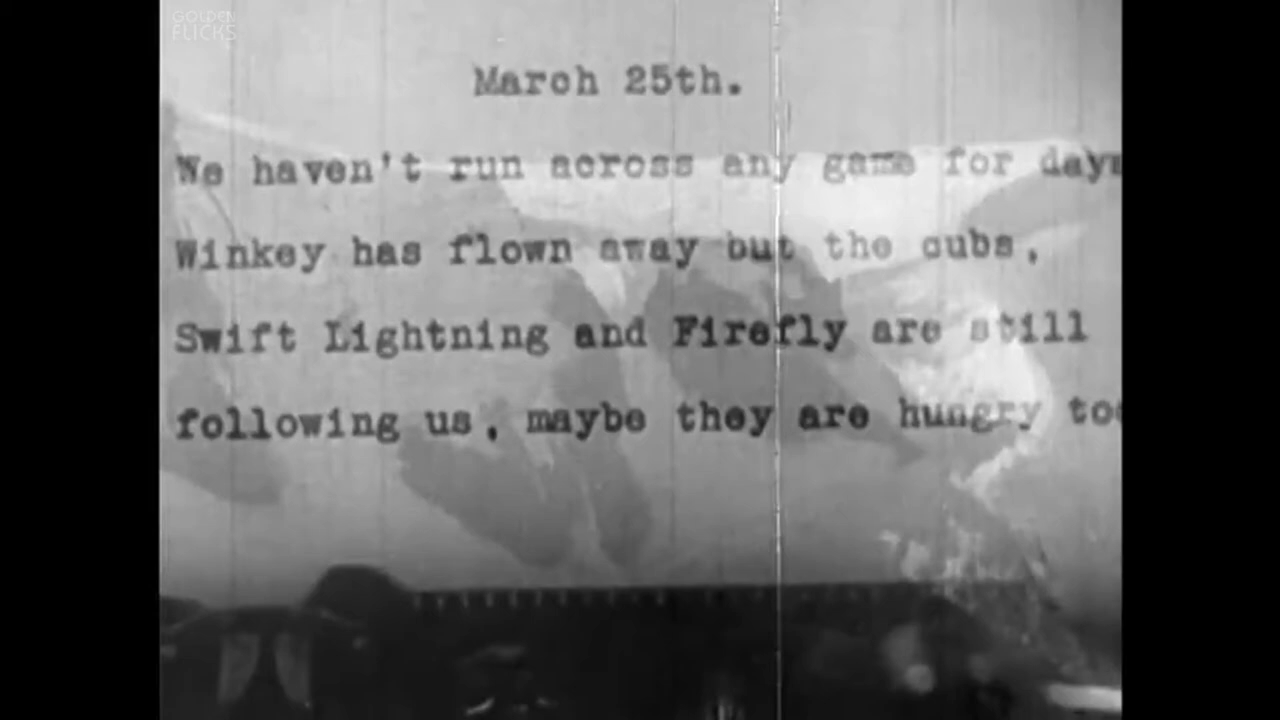 GOLDEN
FLICKS
March 25th.
We haven't run across any game for days
Winkey has flown away but the cubs,
Swift Lightning and Firefly are still
following us, maybe they are hungry too